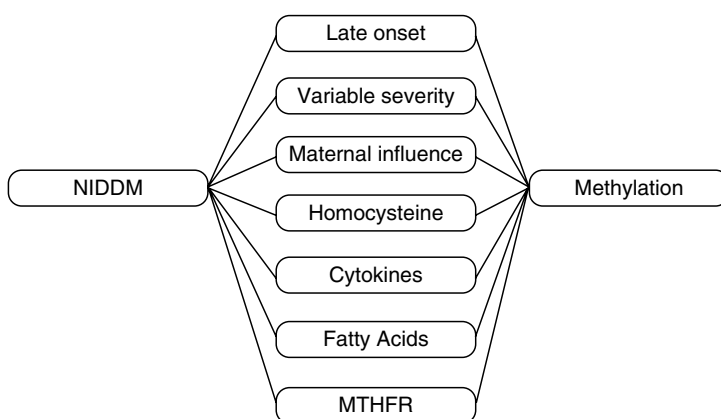 Late onset
Variable severity
Maternal influence
NIDDM
Methylation
Homocysteine
Cytokines
Fatty Acids
MTHFR